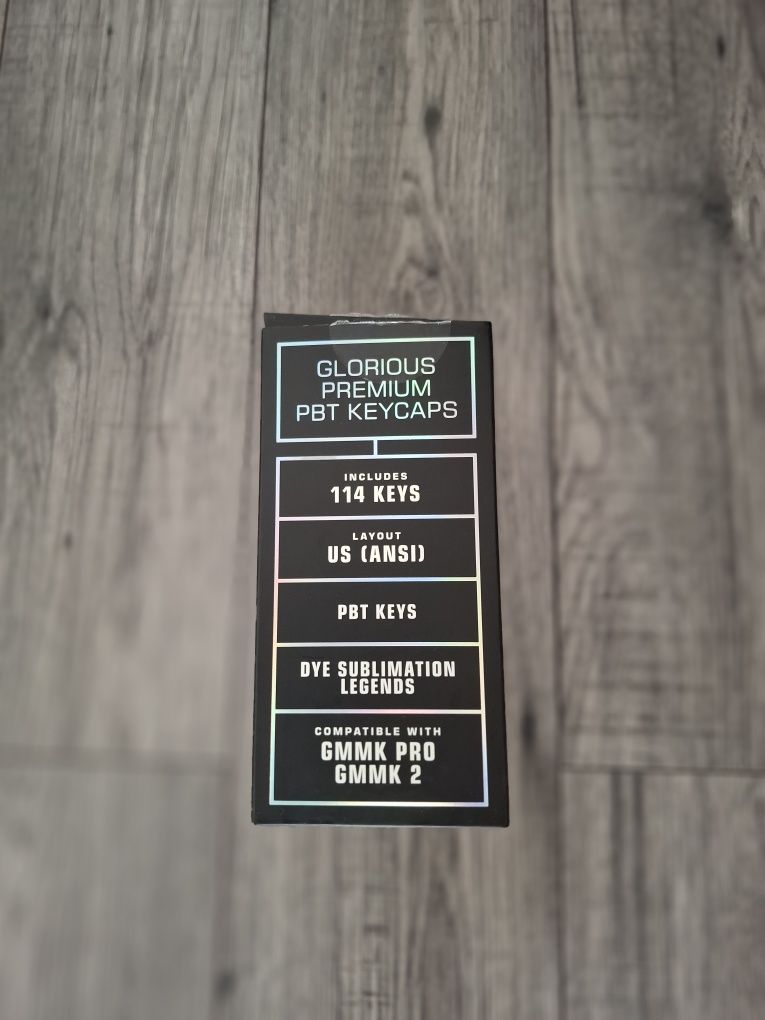 GLORIOUS
PREMIUM
PBT KEYCAPS
INCLUDES
114 KEYS
LAYOUT
US (ANSI)
PBT KEYS
DYE SUBLIMATION
LEGENDS
COMPATIBLE WITH
GMMK PRO
GMMK 2